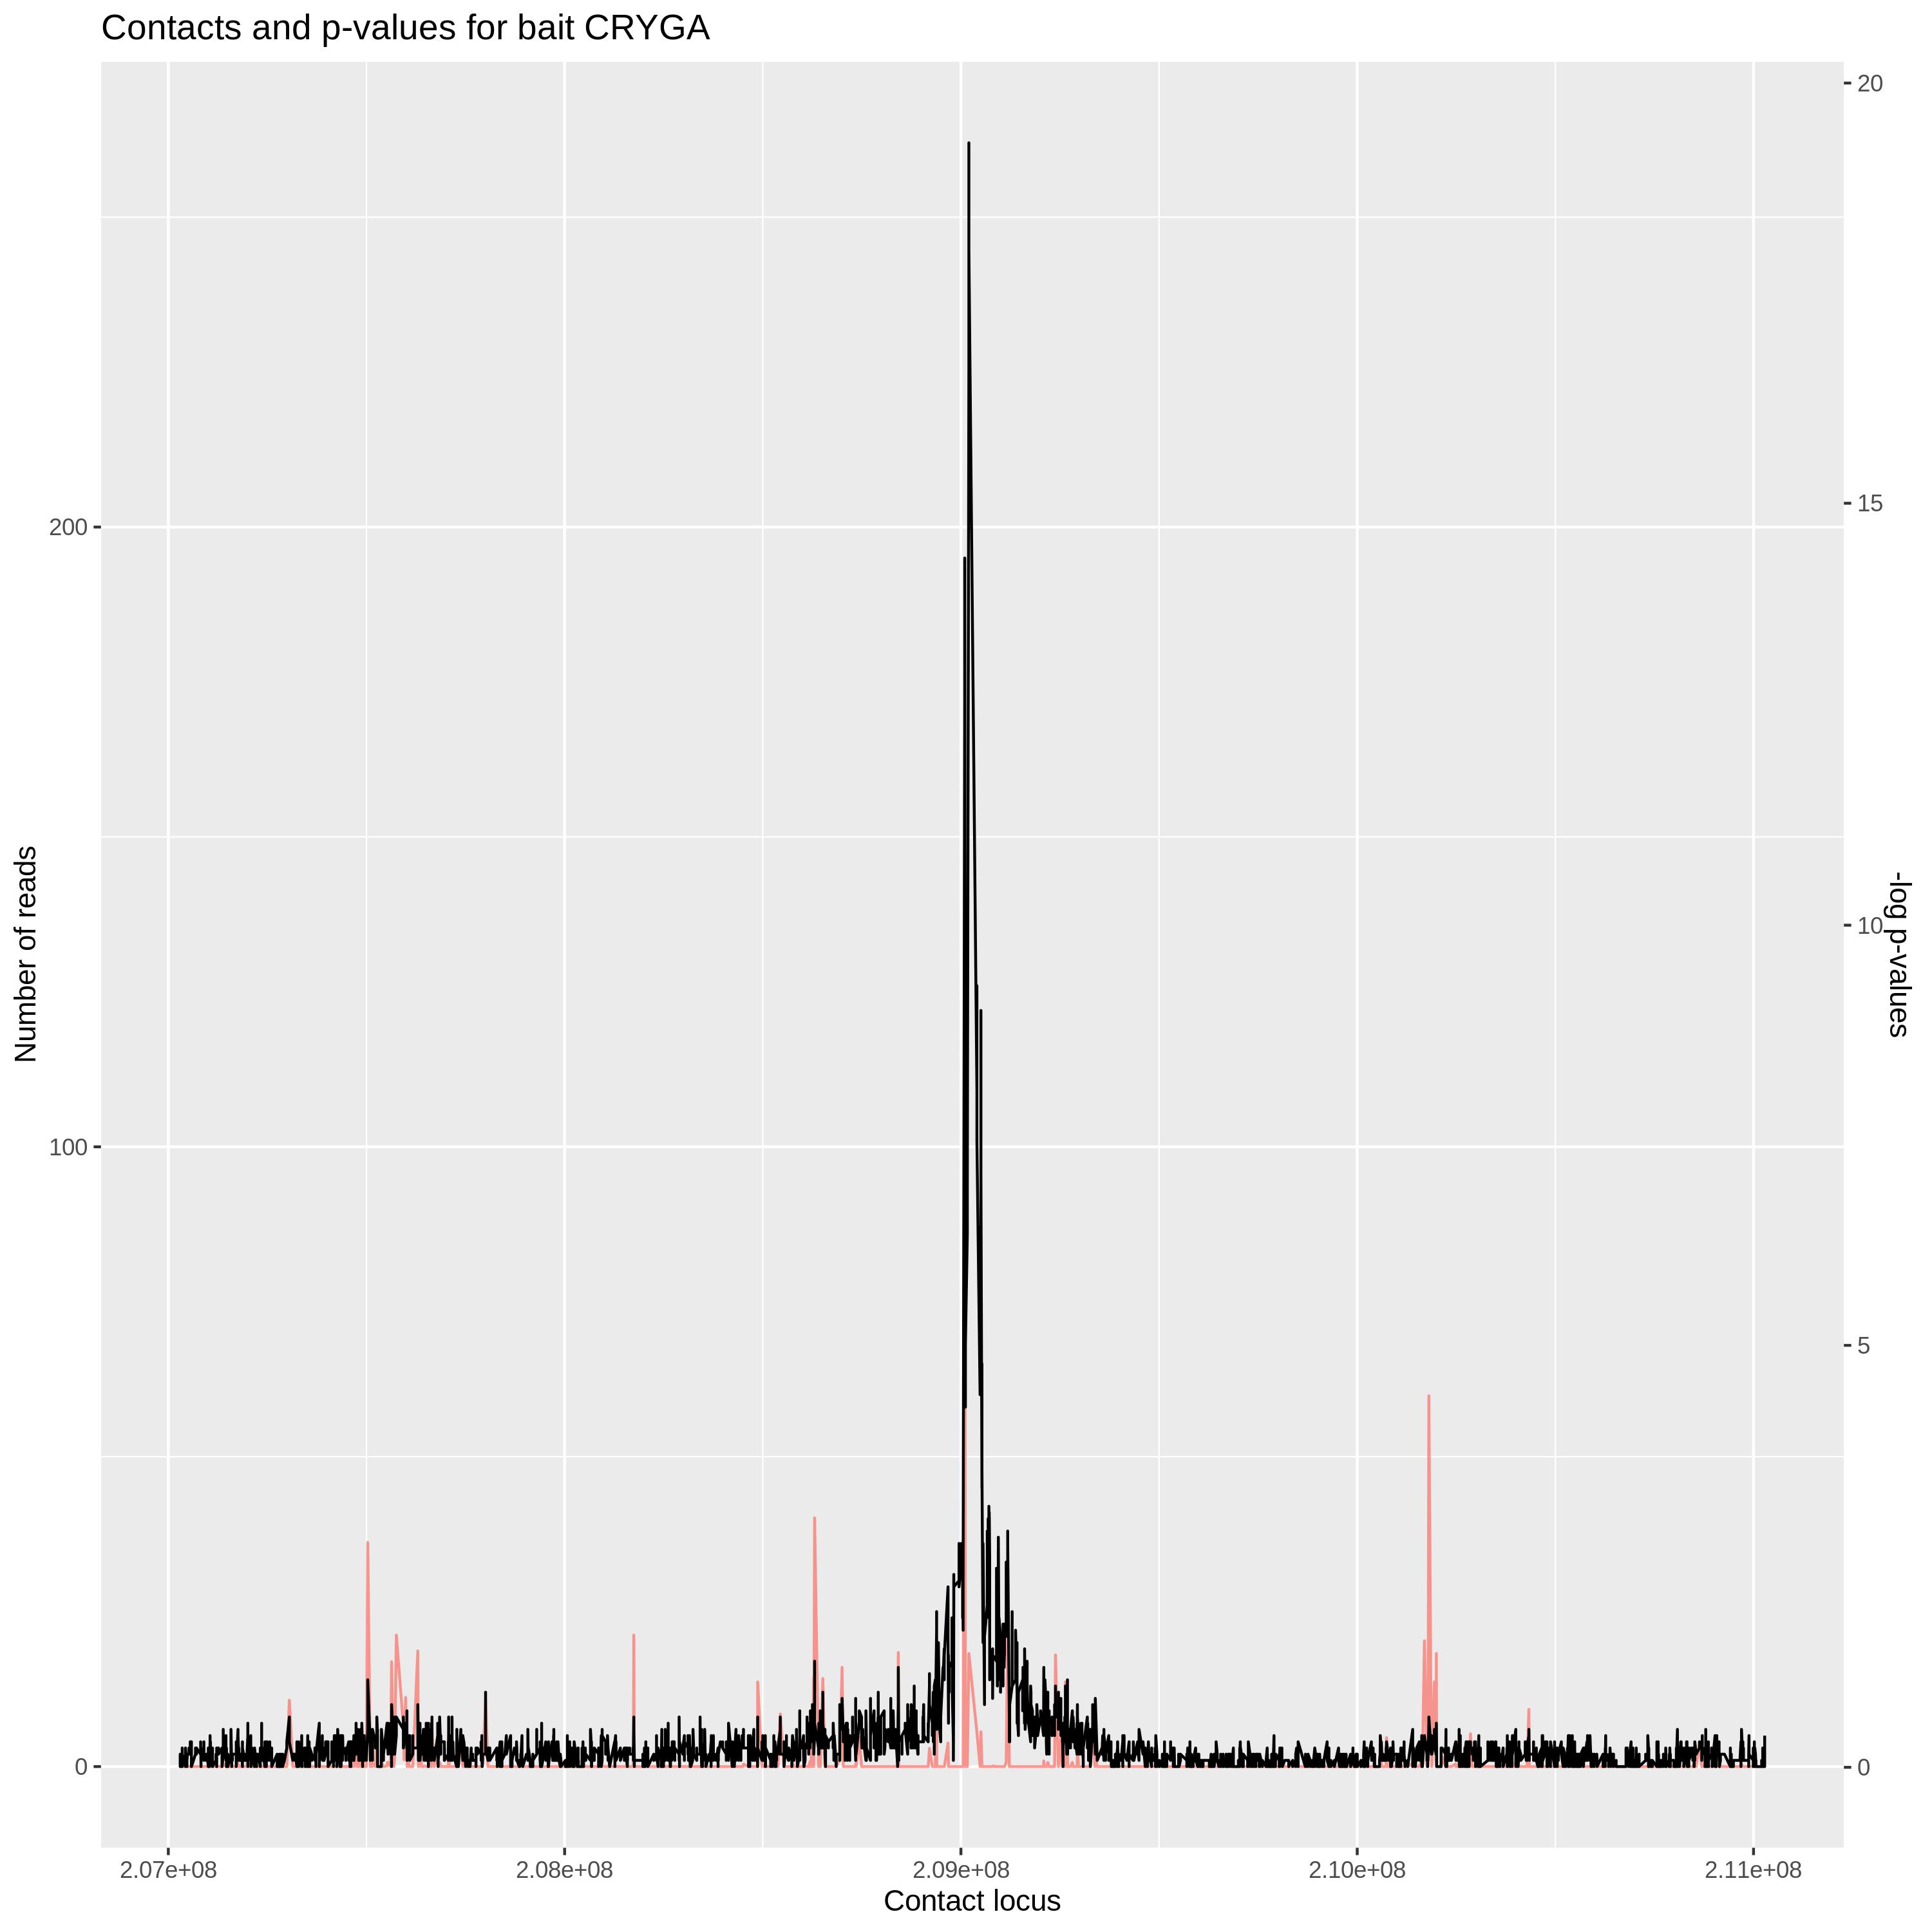 Contacts and p-values for bait CRYGA
Number of reads
200
100
0
20
15
10
5
0
-log p-values
2.07e+08 2.08e+08 2.09e+08 2.10e+08 2.11e+08
Contact locus